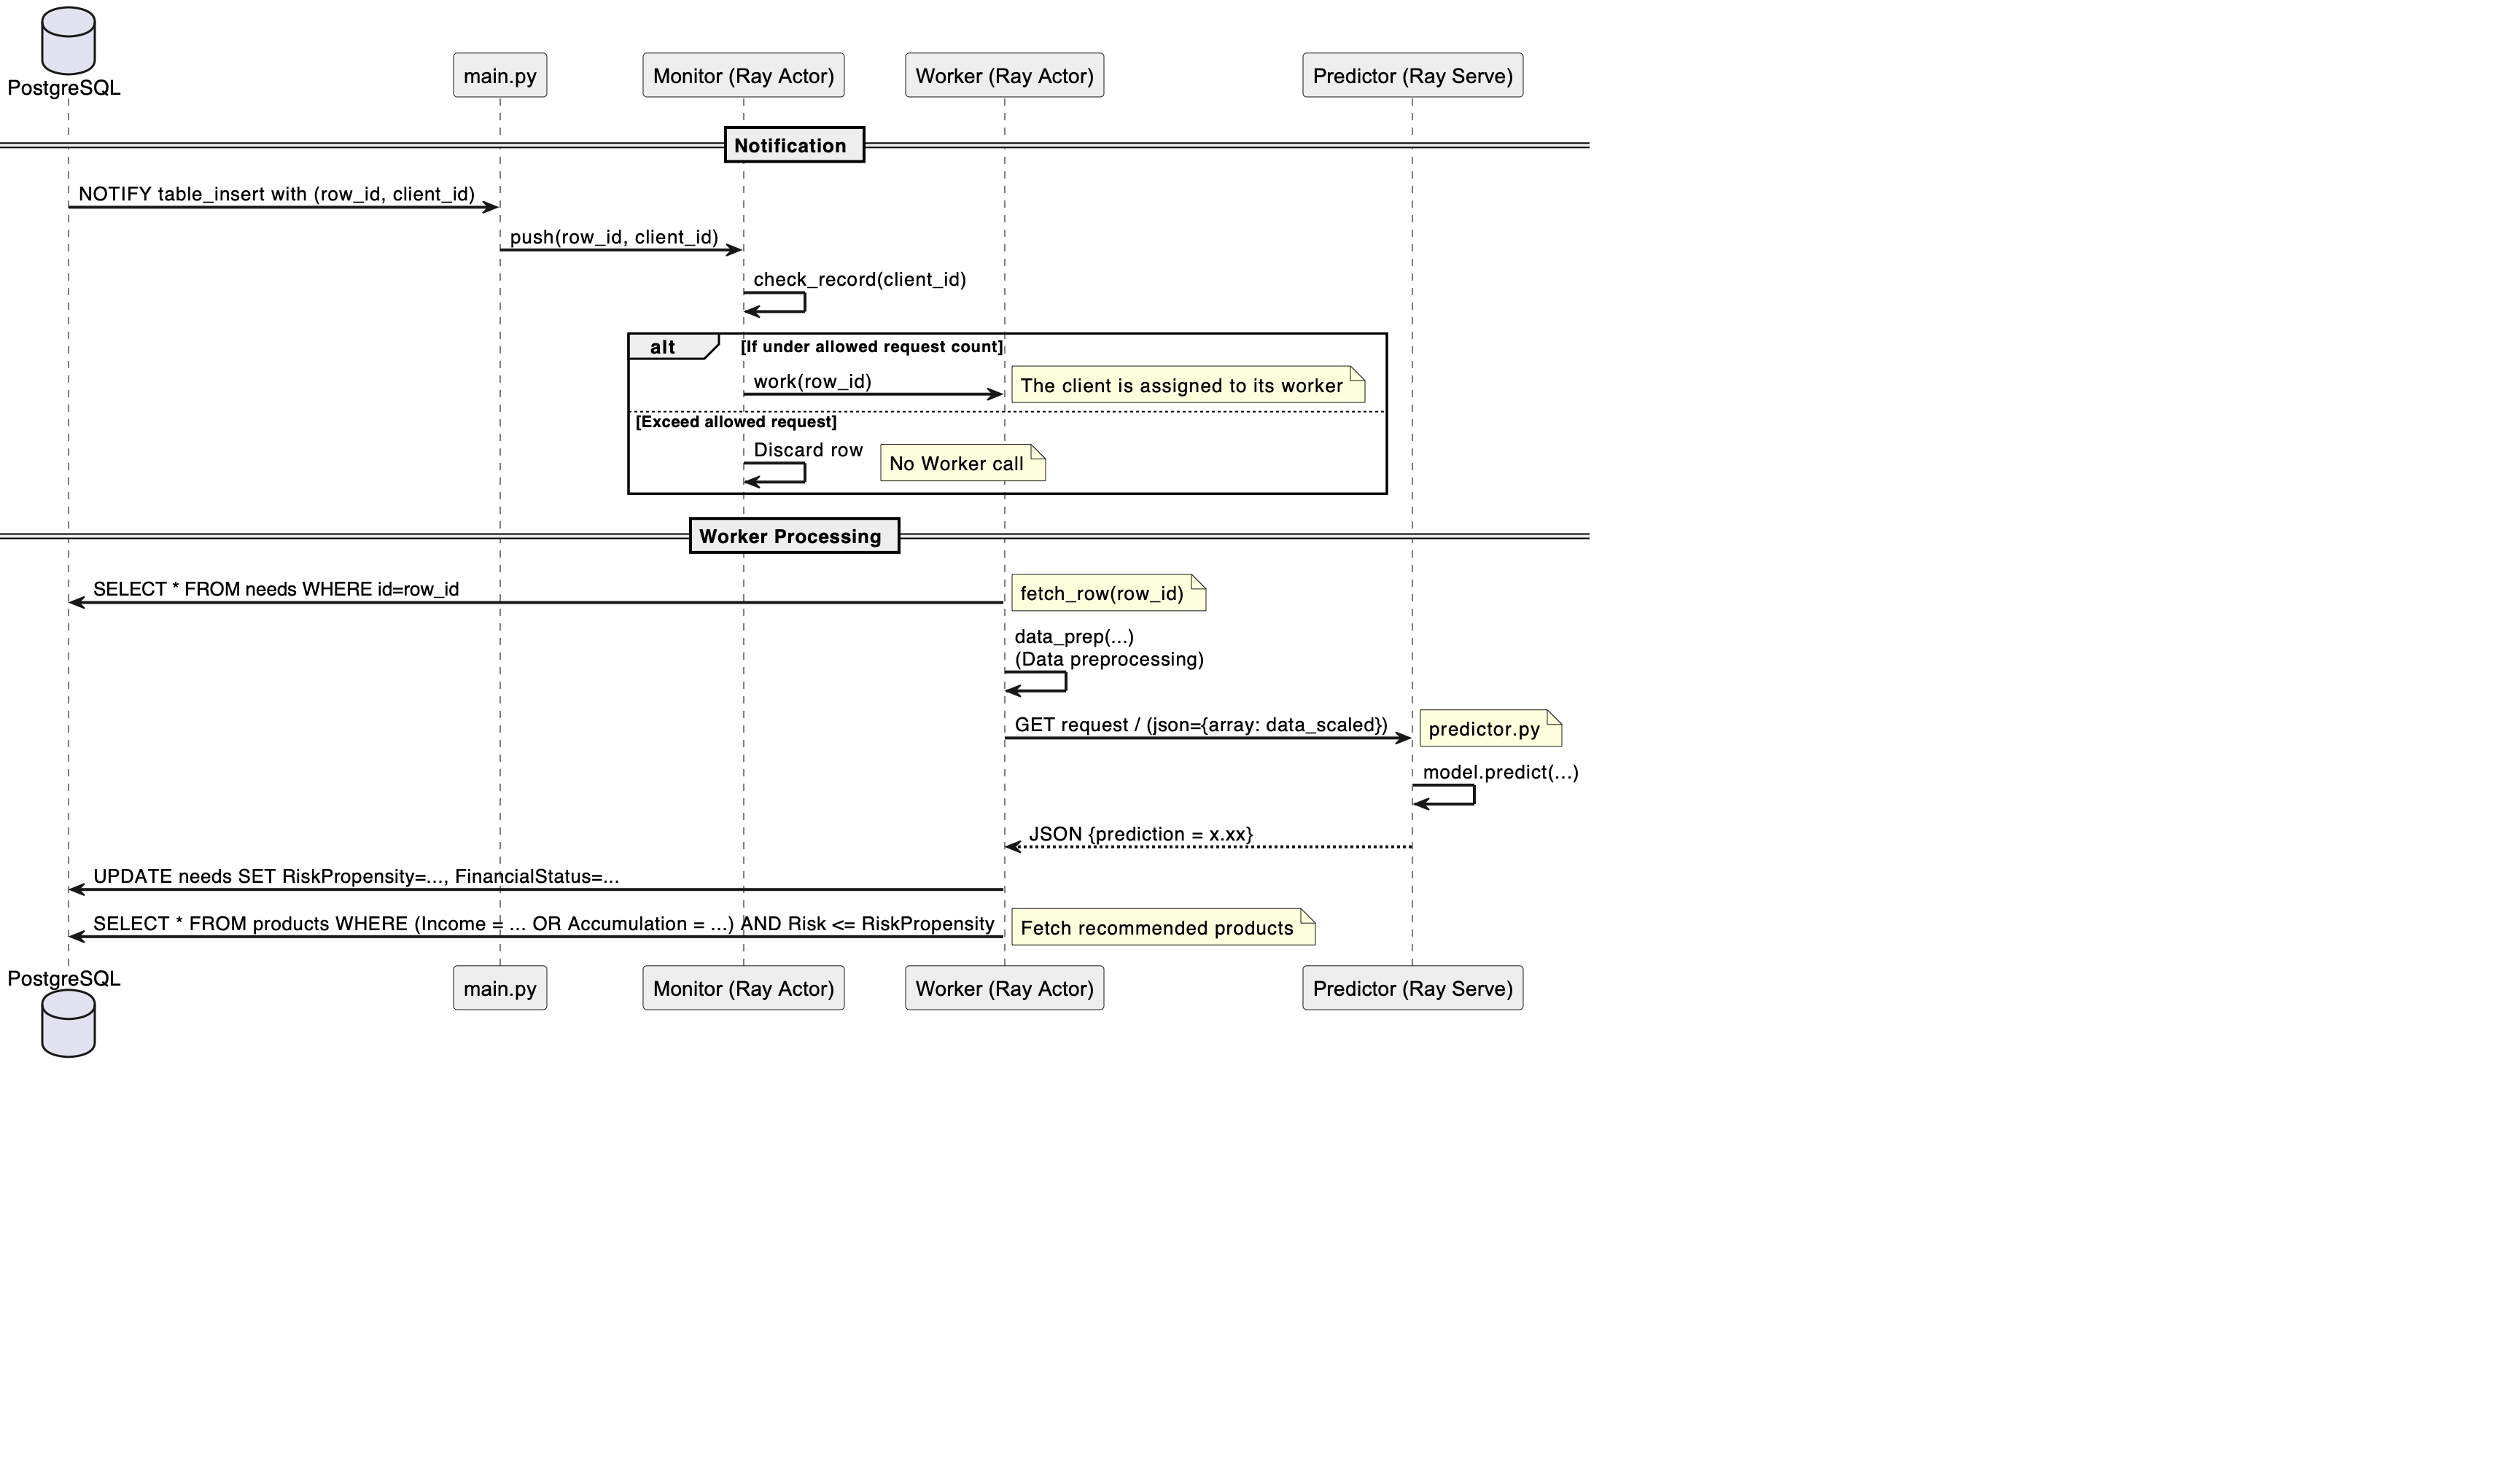 PostgreSQL
main.py
Monitor (Ray Actor)
Worker (Ray Actor)
Predictor (Ray Serve)
Notification
NOTIFY table_insert with (row_id, client_id)
push(row_id, client_id)
check_record(client_id)
alt
[If under allowed request count]
work(row_id)
The client is assigned to its worker
[Exceed allowed request]
Discard row
No Worker call
Worker Processing
SELECT * FROM needs WHERE id=row_id
fetch_row(row_id)
data_prep(...)
(Data preprocessing)
GET request / (json={array: data_scaled})
predictor.py
model.predict(...)
JSON {prediction = x.xx}
UPDATE needs SET RiskPropensity=..., FinancialStatus=...
SELECT * FROM products WHERE (Income = ... OR Accumulation = ...) AND Risk <= RiskPropensity
Fetch recommended products
PostgreSQL
main.py
Monitor (Ray Actor)
Worker (Ray Actor)
Predictor (Ray Serve)